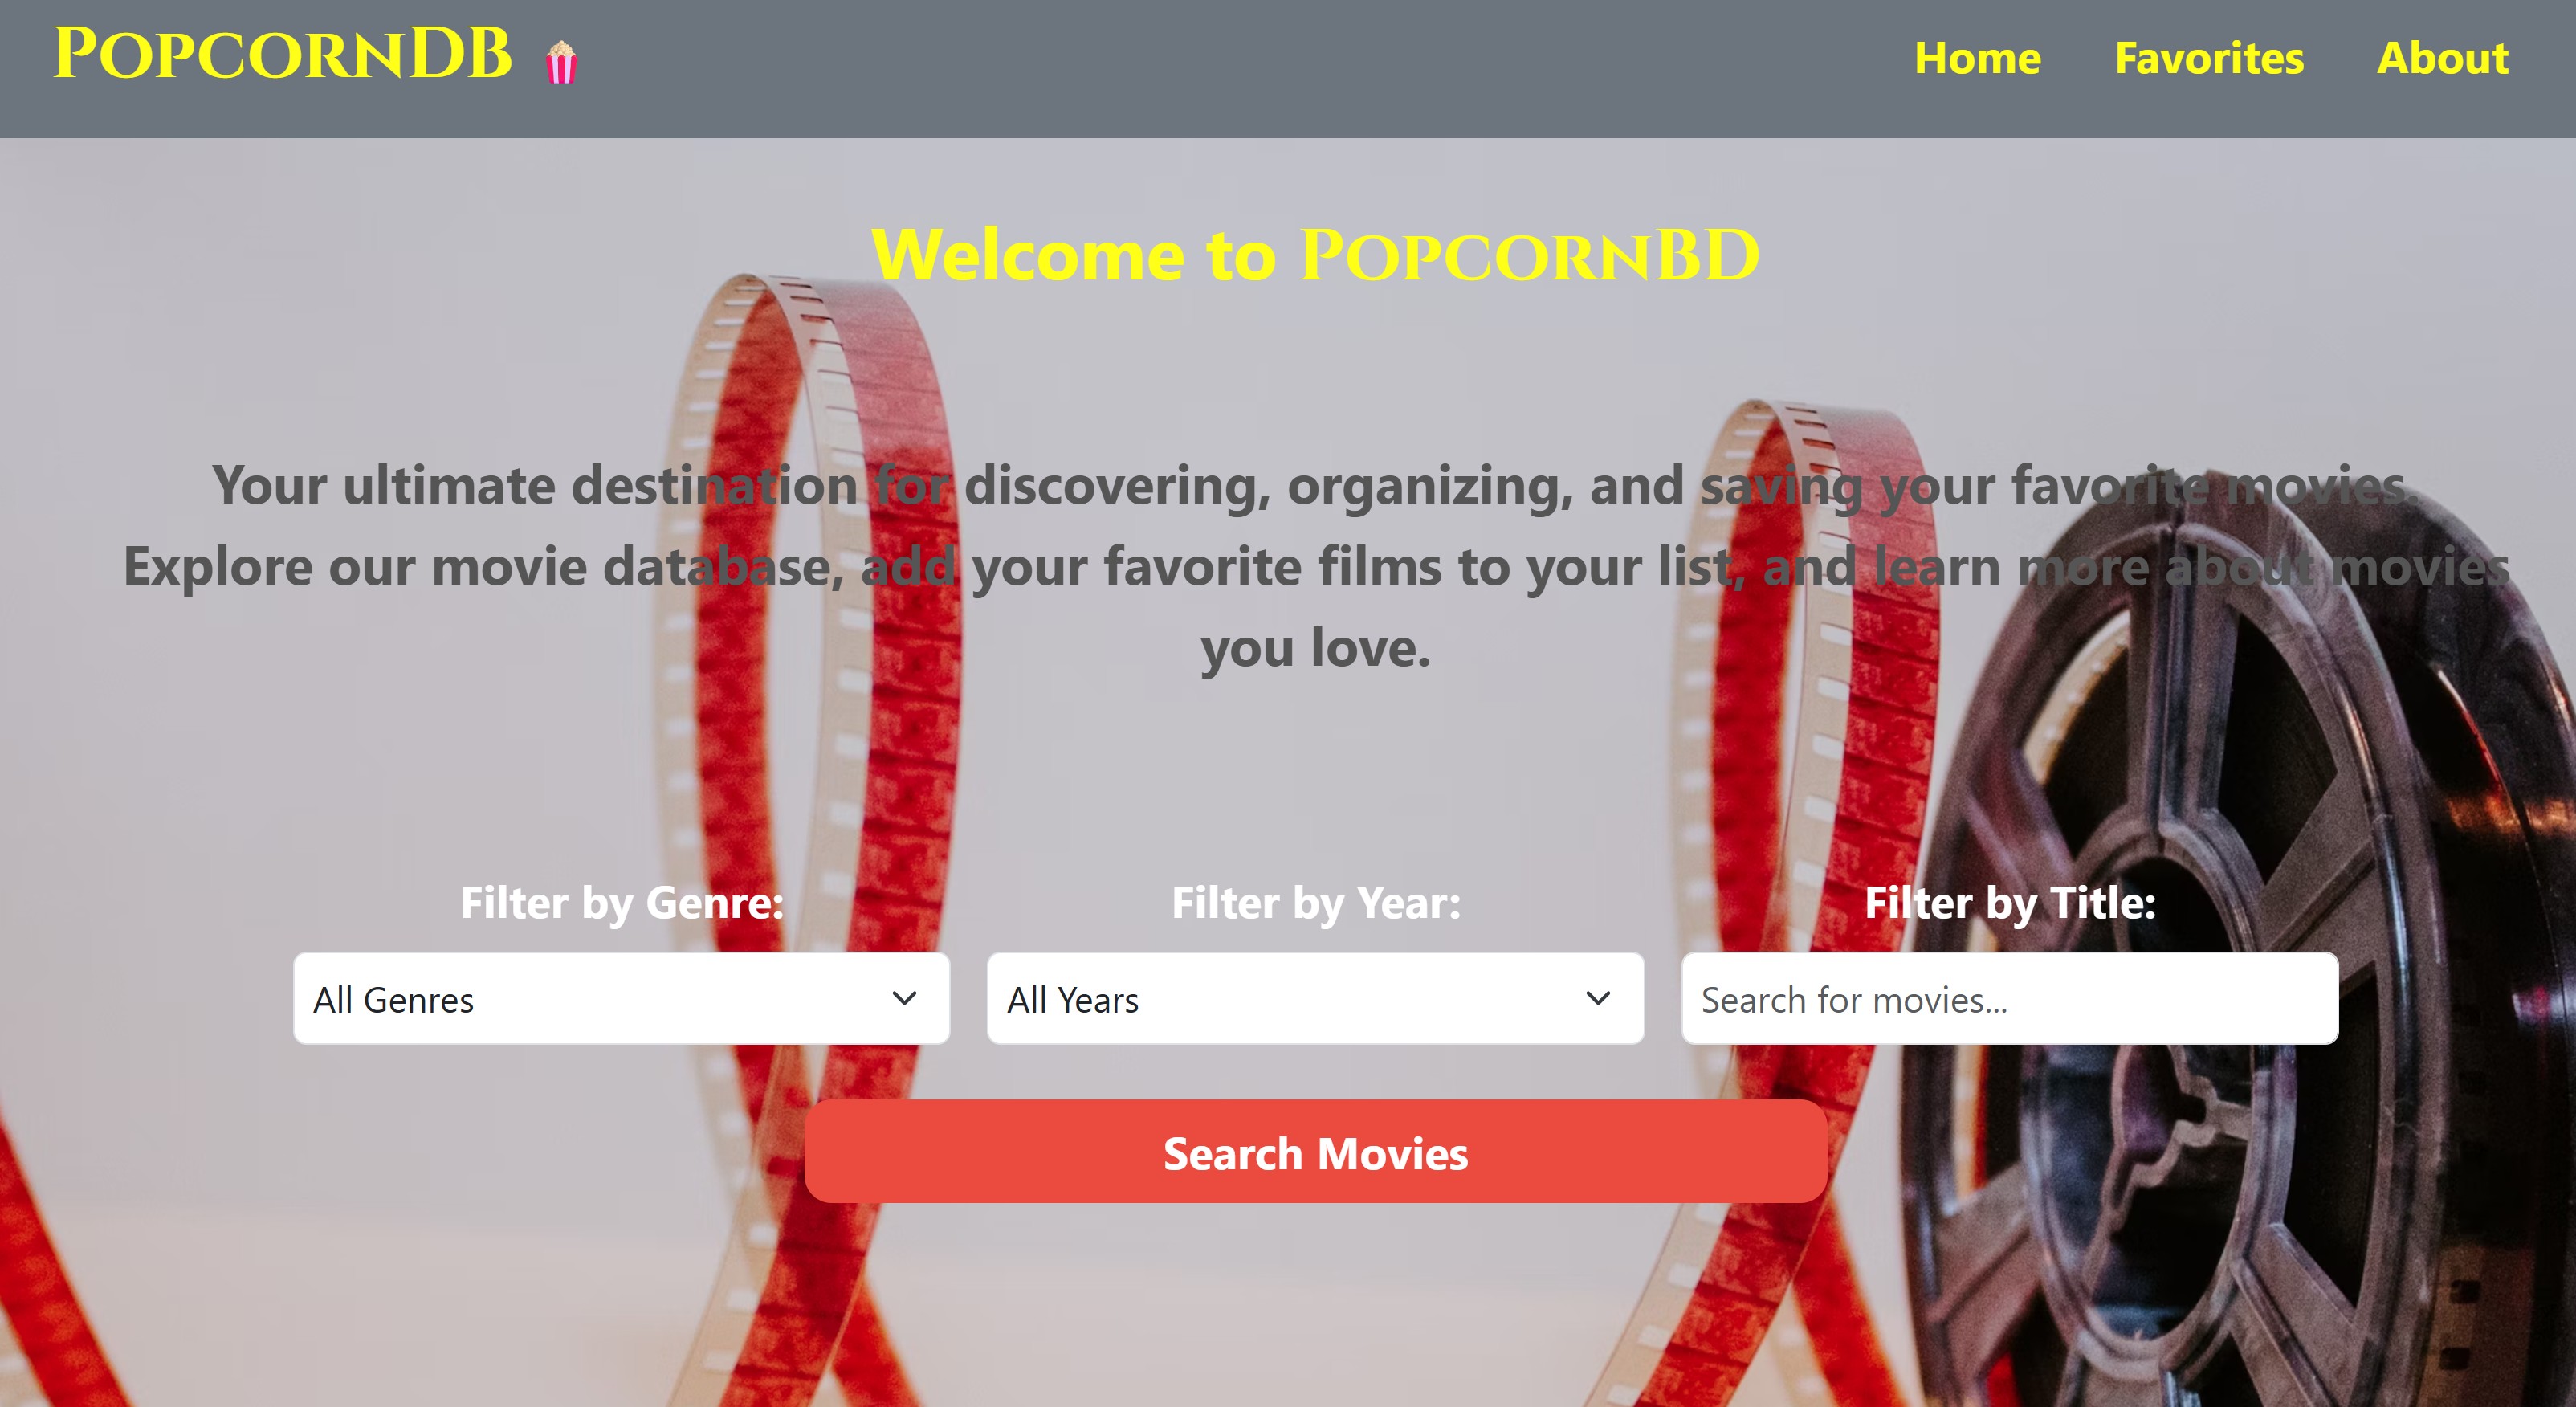 PopcornDB 🍿
Home Favorites About
Welcome to PopcornBD
Your ultimate destination for discovering, organizing, and saving your favorite movies.
Explore our movie database, add your favorite films to your list, and learn more about movies
you love.
Filter by Genre: Filter by Year: Filter by Title:
All Genres All Years Search for movies...
Search Movies